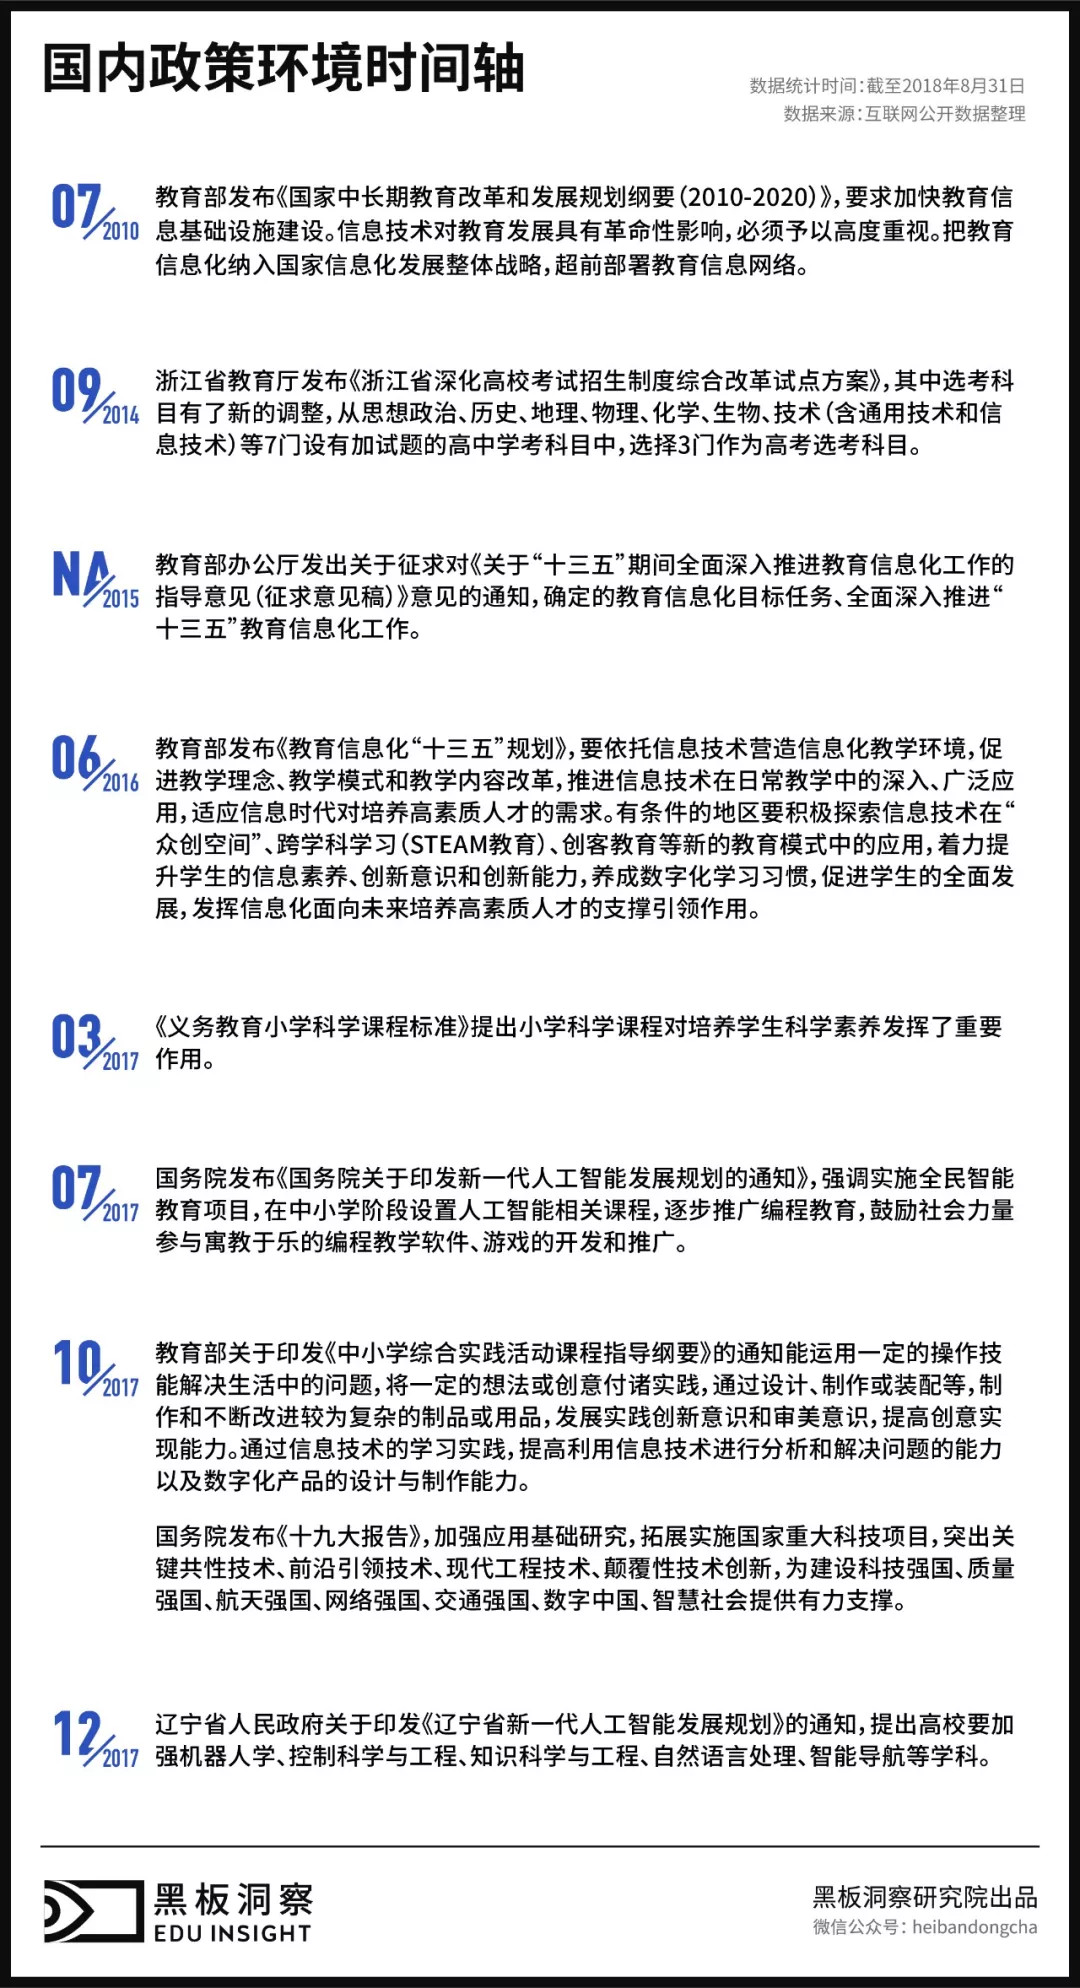 国内政策环境时间轴
数据统计时间:截至2018年8月31日
数据来源:互联网公开数据整理
07/2010
教育部发布《国家中长期教育改革和发展规划纲要(2010-2020)》,要求加快教育信
息基础设施建设。信息技术对教育发展具有革命性影响,必须予以高度重视。把教育
信息化纳入国家信息化发展整体战略,超前部署教育信息网络。
09/2014
浙江省教育厅发布《浙江省深化高校考试招生制度综合改革试点方案》,其中选考科
目有了新的调整,从思想政治、历史、地理、物理、化学、生物、技术(含通用技术和信
息技术)等7门设有加试题的高中学考科目中,选择3门作为高考选考科目。
NA/2015
教育部办公厅发出关于征求对《关于“十三五”期间全面深入推进教育信息化工作的
指导意见(征求意见稿)》意见的通知,确定的教育信息化目标任务、全面深入推进“
十三五”教育信息化工作。
06/2016
教育部发布《教育信息化“十三五”规划》,要依托信息技术营造信息化教学环境,促
进教学理念、教学模式和教学内容改革,推进信息技术在日常教学中的深入、广泛应
用,适应信息时代对培养高素质人才的需求。有条件的地区要积极探索信息技术在“
众创空间”、跨学科学习(STEAM教育)、创客教育等新的教育模式中的应用,着力提
升学生的信息素养、创新意识和创新能力,养成数字化学习习惯,促进学生的全面发
展,发挥信息化面向未来培养高素质人才的支撑引领作用。
03/2017
《义务教育小学科学课程标准》提出小学科学课程对培养学生科学素养发挥了重要
作用。
07/2017
国务院发布《国务院关于印发新一代人工智能发展规划的通知》,强调实施全民智能
教育项目,在中小学阶段设置人工智能相关课程,逐步推广编程教育,鼓励社会力量
参与寓教于乐的编程教学软件、游戏的开发和推广。
10/2017
教育部关于印发《中小学综合实践活动课程指导纲要》的通知能运用一定的操作技
能解决生活中的问题,将一定的想法或创意付诸实践,通过设计、制作或装配等,制
作和不断改进较为复杂的制品或用品,发展实践创新意识和审美意识,提高创意实
现能力。通过信息技术的学习实践,提高利用信息技术进行分析和解决问题的能力
以及数字化产品的设计与制作能力。
国务院发布《十九大报告》,加强应用基础研究,拓展实施国家重大科技项目,突出关
键共性技术、前沿引领技术、现代工程技术、颠覆性技术创新,为建设科技强国、质量
强国、航天强国、网络强国、交通强国、数字中国、智慧社会提供有力支撑。
12/2017
辽宁省人民政府关于印发《辽宁省新一代人工智能发展规划》的通知,提出高校要加
强机器人学、控制科学与工程、知识科学与工程、自然语言处理、智能导航等学科。
黑板洞察
EDU INSIGHT
黑板洞察研究院出品
微信公众号: heibandongcha